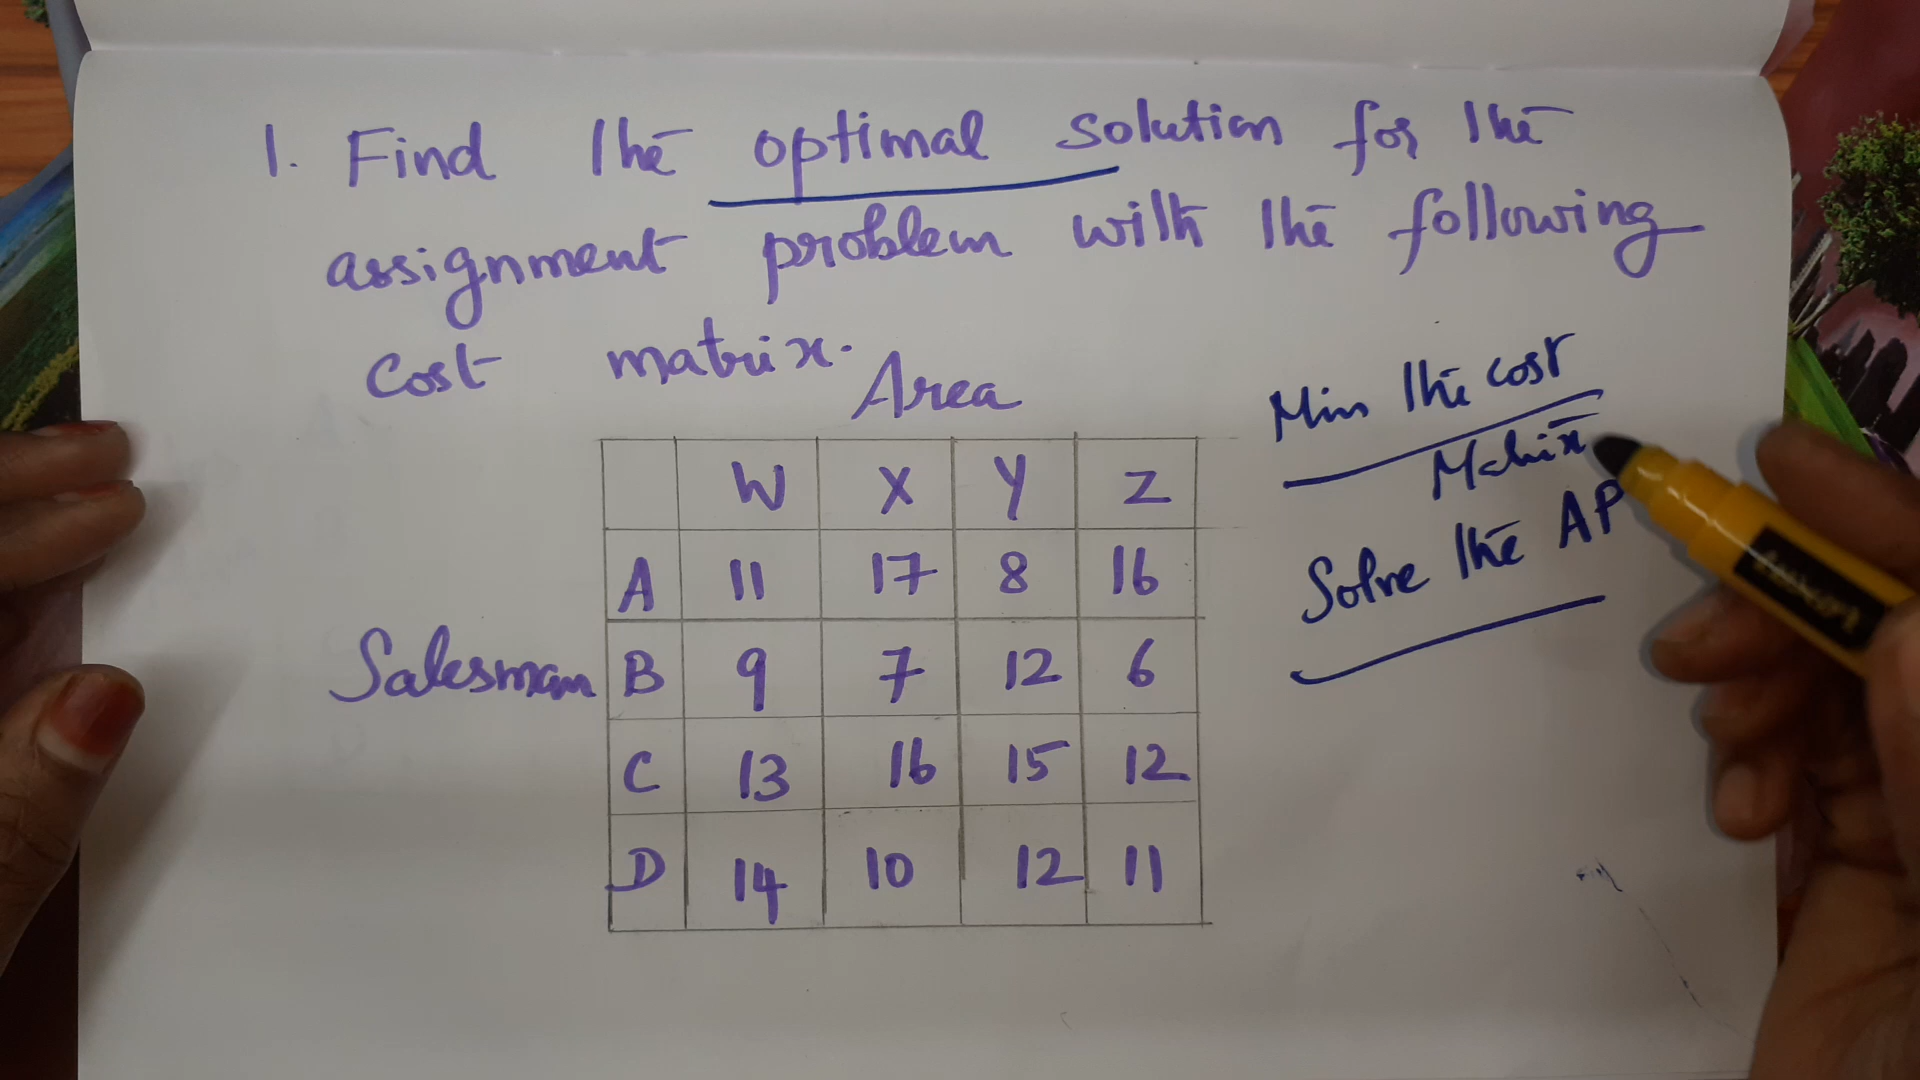 1. Find the optimal solution for the
assignment problem with the following
cost matrix.
Area
Min the cost
Matrix
Solve the AP
W X Y Z
A 11 17 8 16
Salesman B 9 7 12 6
C 13 16 15 12
D 14 10 12 11